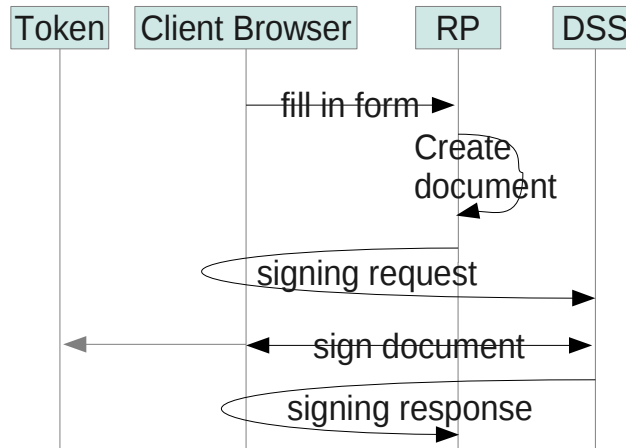 Token
Client Browser
RP
DSS
fill in form
Create
document
signing request
sign document
signing response